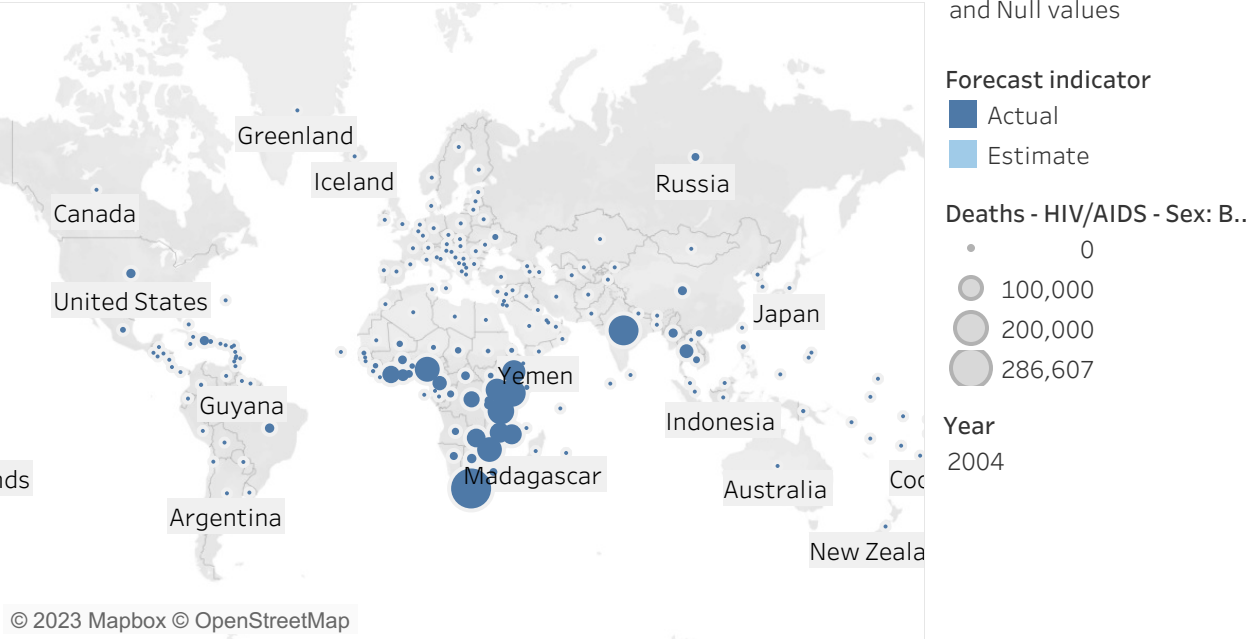 and Null values
Forecast indicator
Actual
Estimate
Deaths - HIV/AIDS - Sex: B..
0
100,000
200,000
286,607
Year
2004
Greenland
Iceland
Russia
Canada
United States
Japan
Yemen
Guyana
Indonesia
Madagascar
nds
Australia
Coo
Argentina
New Zeala
© 2023 Mapbox © OpenStreetMap